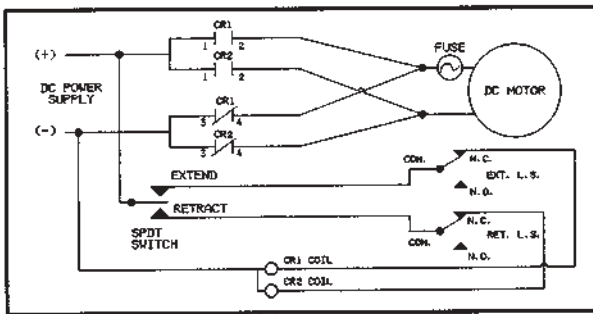 CR1
1 2
(+)
CR2
1 2
FUSE
DC POWER
SUPPLY
DC MOTOR
CR1
3 4
(-)
CR2
3 4
EXTEND
COM.
N.C.
EXT. L.S.
N.O.
RETRACT
SPDT
SWITCH
COM.
N.C.
RET. L.S.
N.O.
CR1 COIL
CR2 COIL